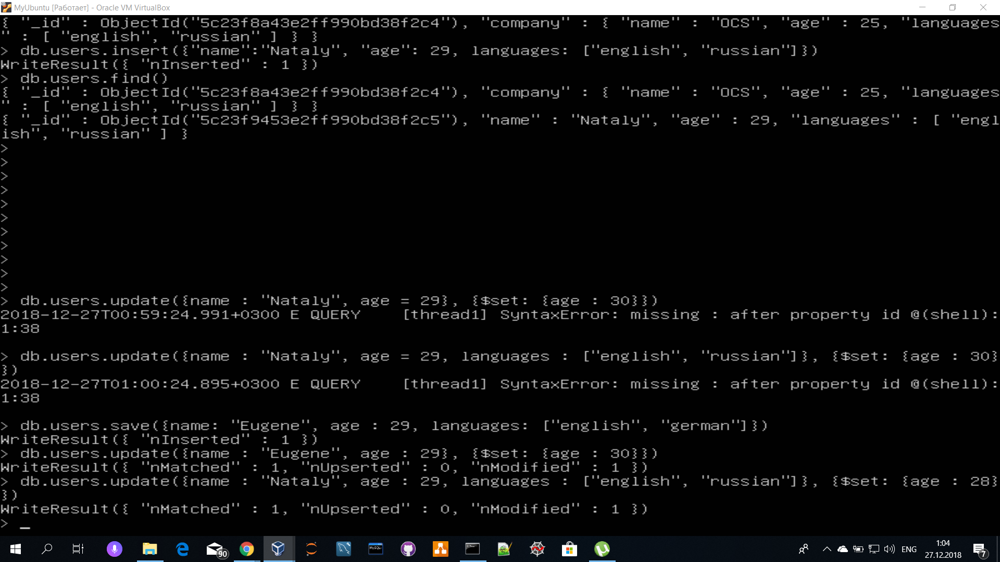 MyUbuntu [Работает] - Oracle VM VirtualBox
{ "_id" : ObjectId("5c23f8a43e2ff990bd38f2c4"), "company" : { "name" : "OCS", "age" : 25, "languages
" : [ "english", "russian" ] } }
> db.users.insert({"name":"Nataly", "age": 29, languages: ["english", "russian"]})
WriteResult({ "nInserted" : 1 })
> db.users.find()
{ "_id" : ObjectId("5c23f8a43e2ff990bd38f2c4"), "company" : { "name" : "OCS", "age" : 25, "languages
" : [ "english", "russian" ] } }
{ "_id" : ObjectId("5c23f9453e2ff990bd38f2c5"), "name" : "Nataly", "age" : 29, "languages" : [ "engl
ish", "russian" ] }
>
>
>
>
>
>
>
>
>
>
>
> db.users.update({name : "Nataly", age = 29}, {$set: {age : 30}})
2018-12-27T00:59:24.991+0300 E QUERY    [thread1] SyntaxError: missing : after property id @(shell):
1:38
> db.users.update({name : "Nataly", age = 29, languages : ["english", "russian"]}, {$set: {age : 30}
})
2018-12-27T01:00:24.895+0300 E QUERY    [thread1] SyntaxError: missing : after property id @(shell):
1:38
> db.users.save({name: "Eugene", age : 29, languages: ["english", "german"]})
WriteResult({ "nInserted" : 1 })
> db.users.update({name : "Eugene", age : 29}, {$set: {age : 30}})
WriteResult({ "nMatched" : 1, "nUpserted" : 0, "nModified" : 1 })
> db.users.update({name : "Nataly", age : 29, languages : ["english", "russian"]}, {$set: {age : 28}
})
WriteResult({ "nMatched" : 1, "nUpserted" : 0, "nModified" : 1 })
> _
90
MySQL
ENG
1:04
27.12.2018
7